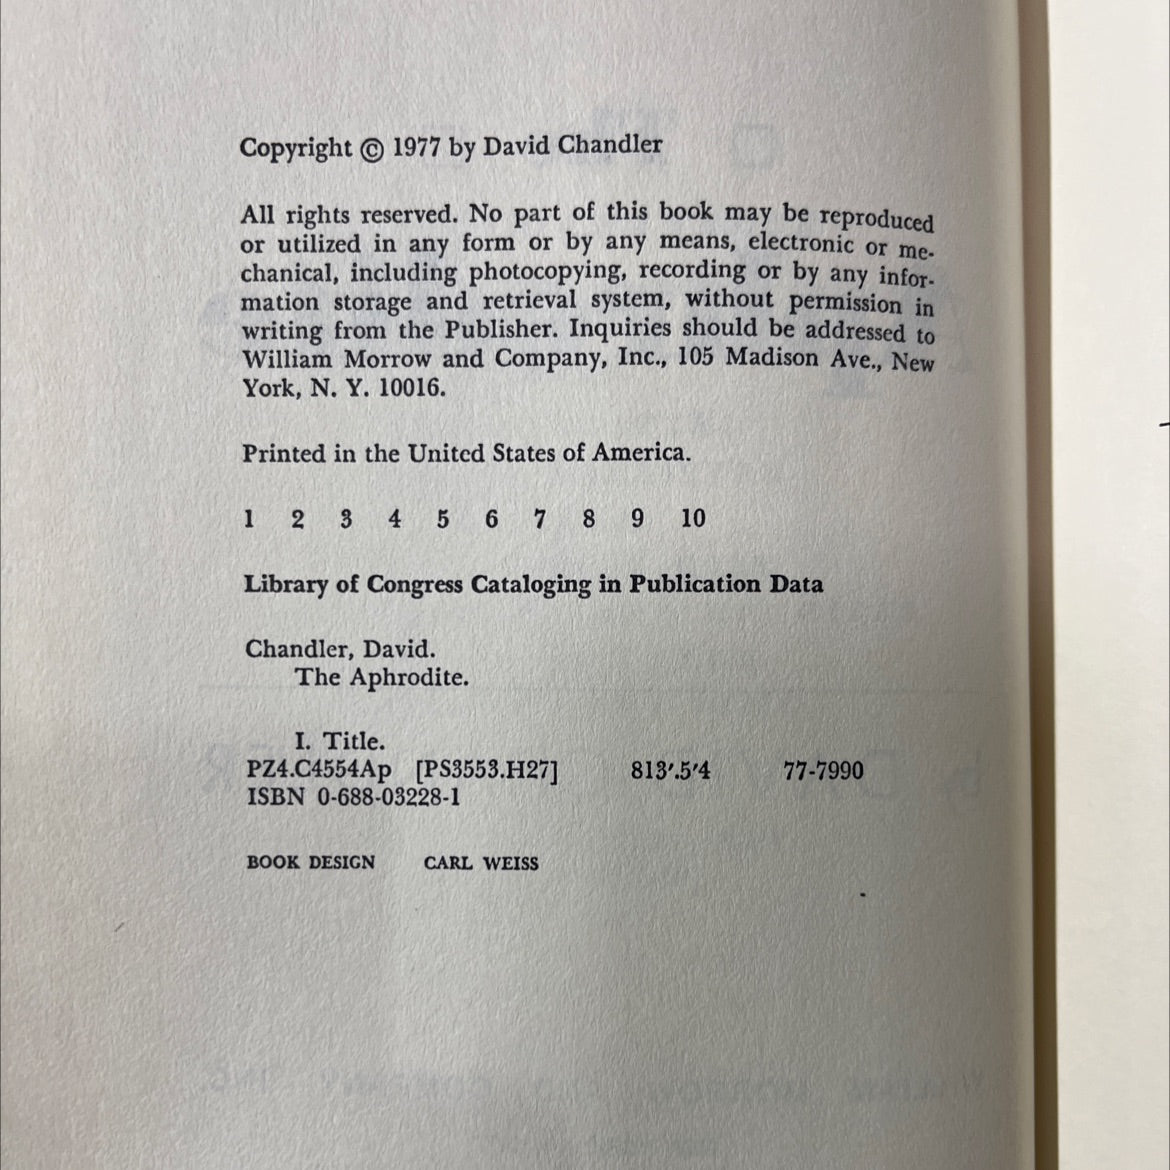 Copyright © 1977 by David Chandler
All rights reserved. No part of this book may be reproduced
or utilized in any form or by any means, electronic or me-
chanical, including photocopying, recording or by any infor-
mation storage and retrieval system, without permission in
writing from the Publisher. Inquiries should be addressed to
William Morrow and Company, Inc., 105 Madison Ave., New
York, N. Y. 10016.
Printed in the United States of America.
1 2 3 4 5 6 7 8 9 10
Library of Congress Cataloging in Publication Data
Chandler, David.
The Aphrodite.
I. Title.
PZ4.C4554Ap [PS3553.H27] 813'.5'4 77-7990
ISBN 0-688-03228-1
BOOK DESIGN CARL WEISS